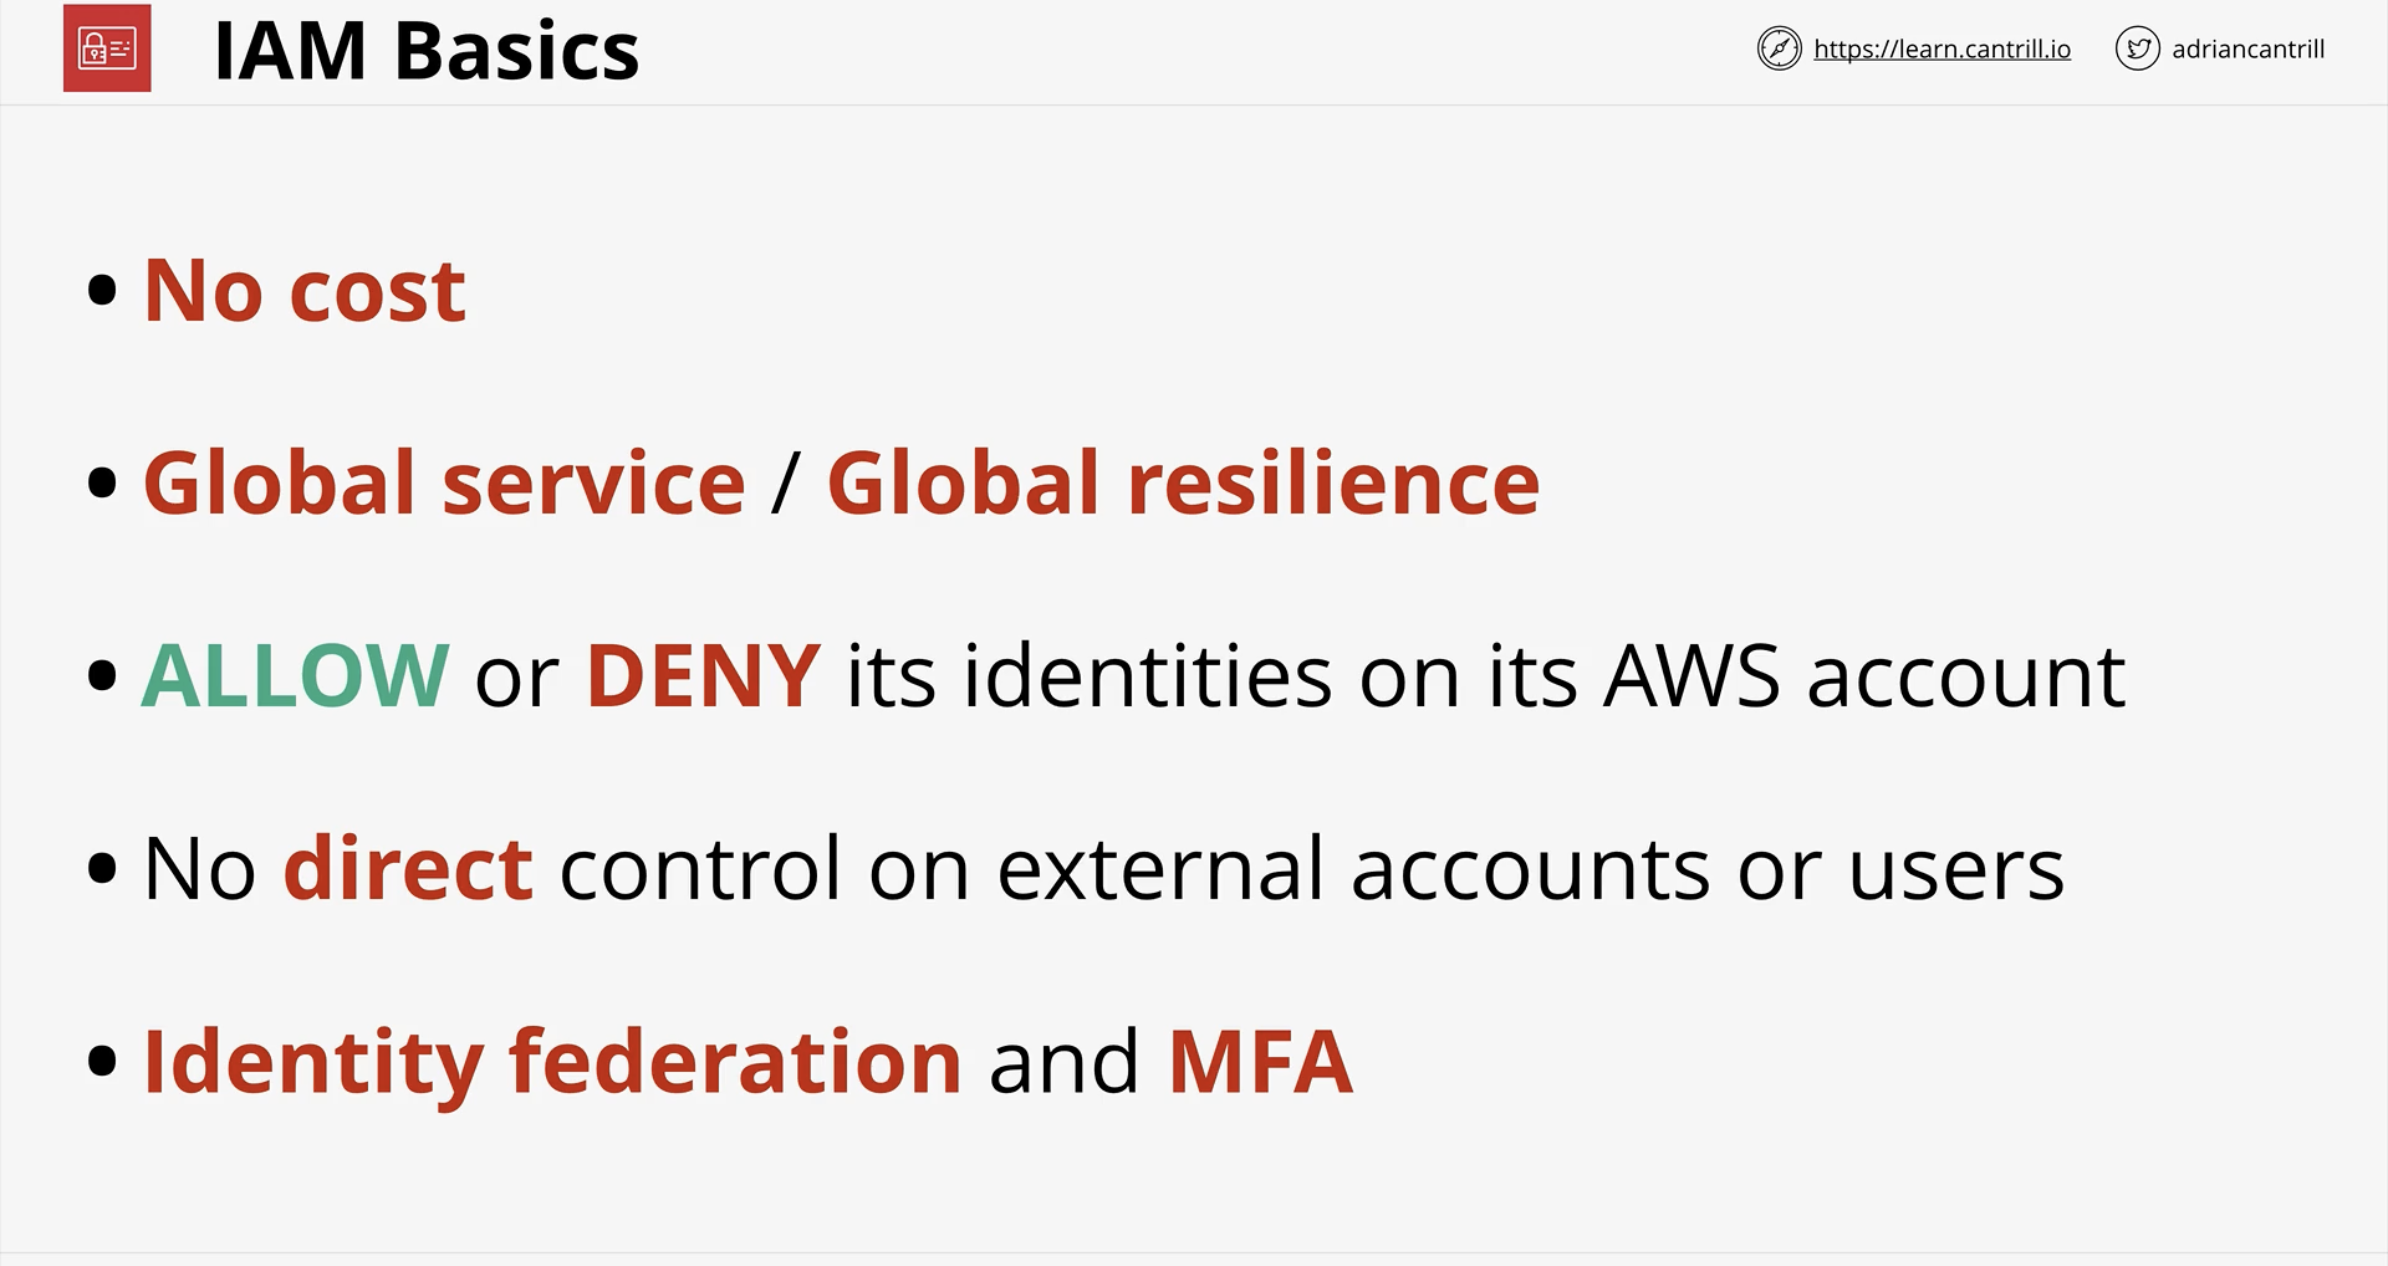 IAM Basics
https://learn.cantrill.io
adriancantrill
• No cost
• Global service / Global resilience
• ALLOW or DENY its identities on its AWS account
• No direct control on external accounts or users
• Identity federation and MFA